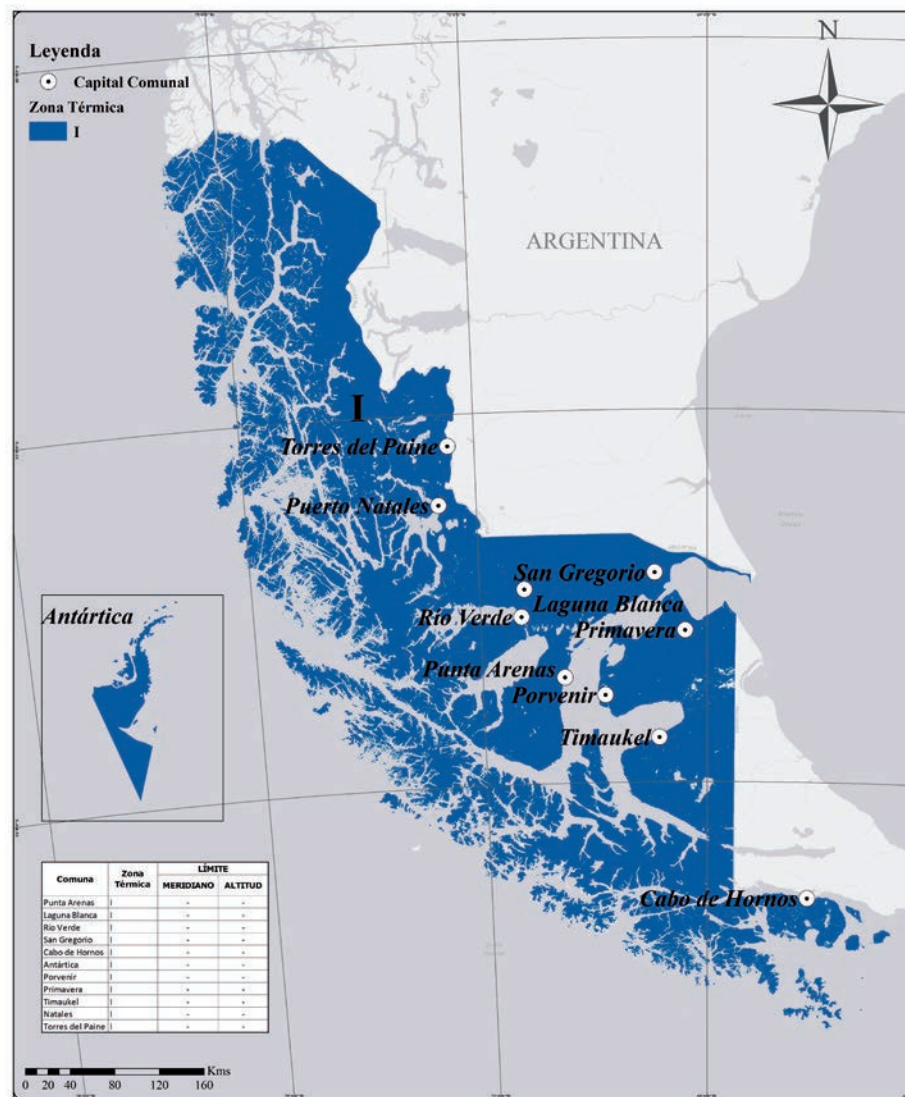 Leyenda
Capital Comunal
Zona Térmica
I
N
ARGENTINA
I
Torres del Paine
Puerto Natales
San Gregorio
Laguna Blanca
Río Verde
Primavera
Punta Arenas
Porvenir
Timaukel
Cabo de Hornos
Antártica
Comuna Zona Térmica LÍMITE
MERIDIANO ALTITUD
Punta Arenas I - -
Laguna Blanca I - -
Río Verde I - -
San Gregorio I - -
Cabo de Hornos I - -
Antártica I - -
Porvenir I - -
Primavera I - -
Timaukel I - -
Natales I - -
Torres del Paine I - -
Kms
0 20 40 80 120 160